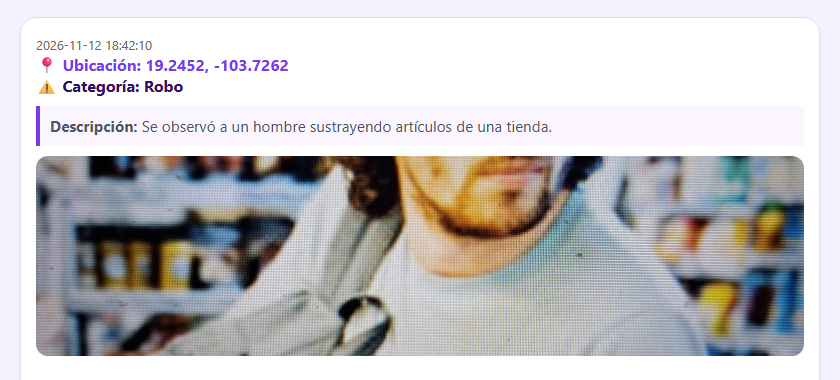 2026-11-12 18:42:10
📍 Ubicación: 19.2452, -103.7262
⚠️ Categoría: Robo
Descripción: Se observó a un hombre sustrayendo artículos de una tienda.